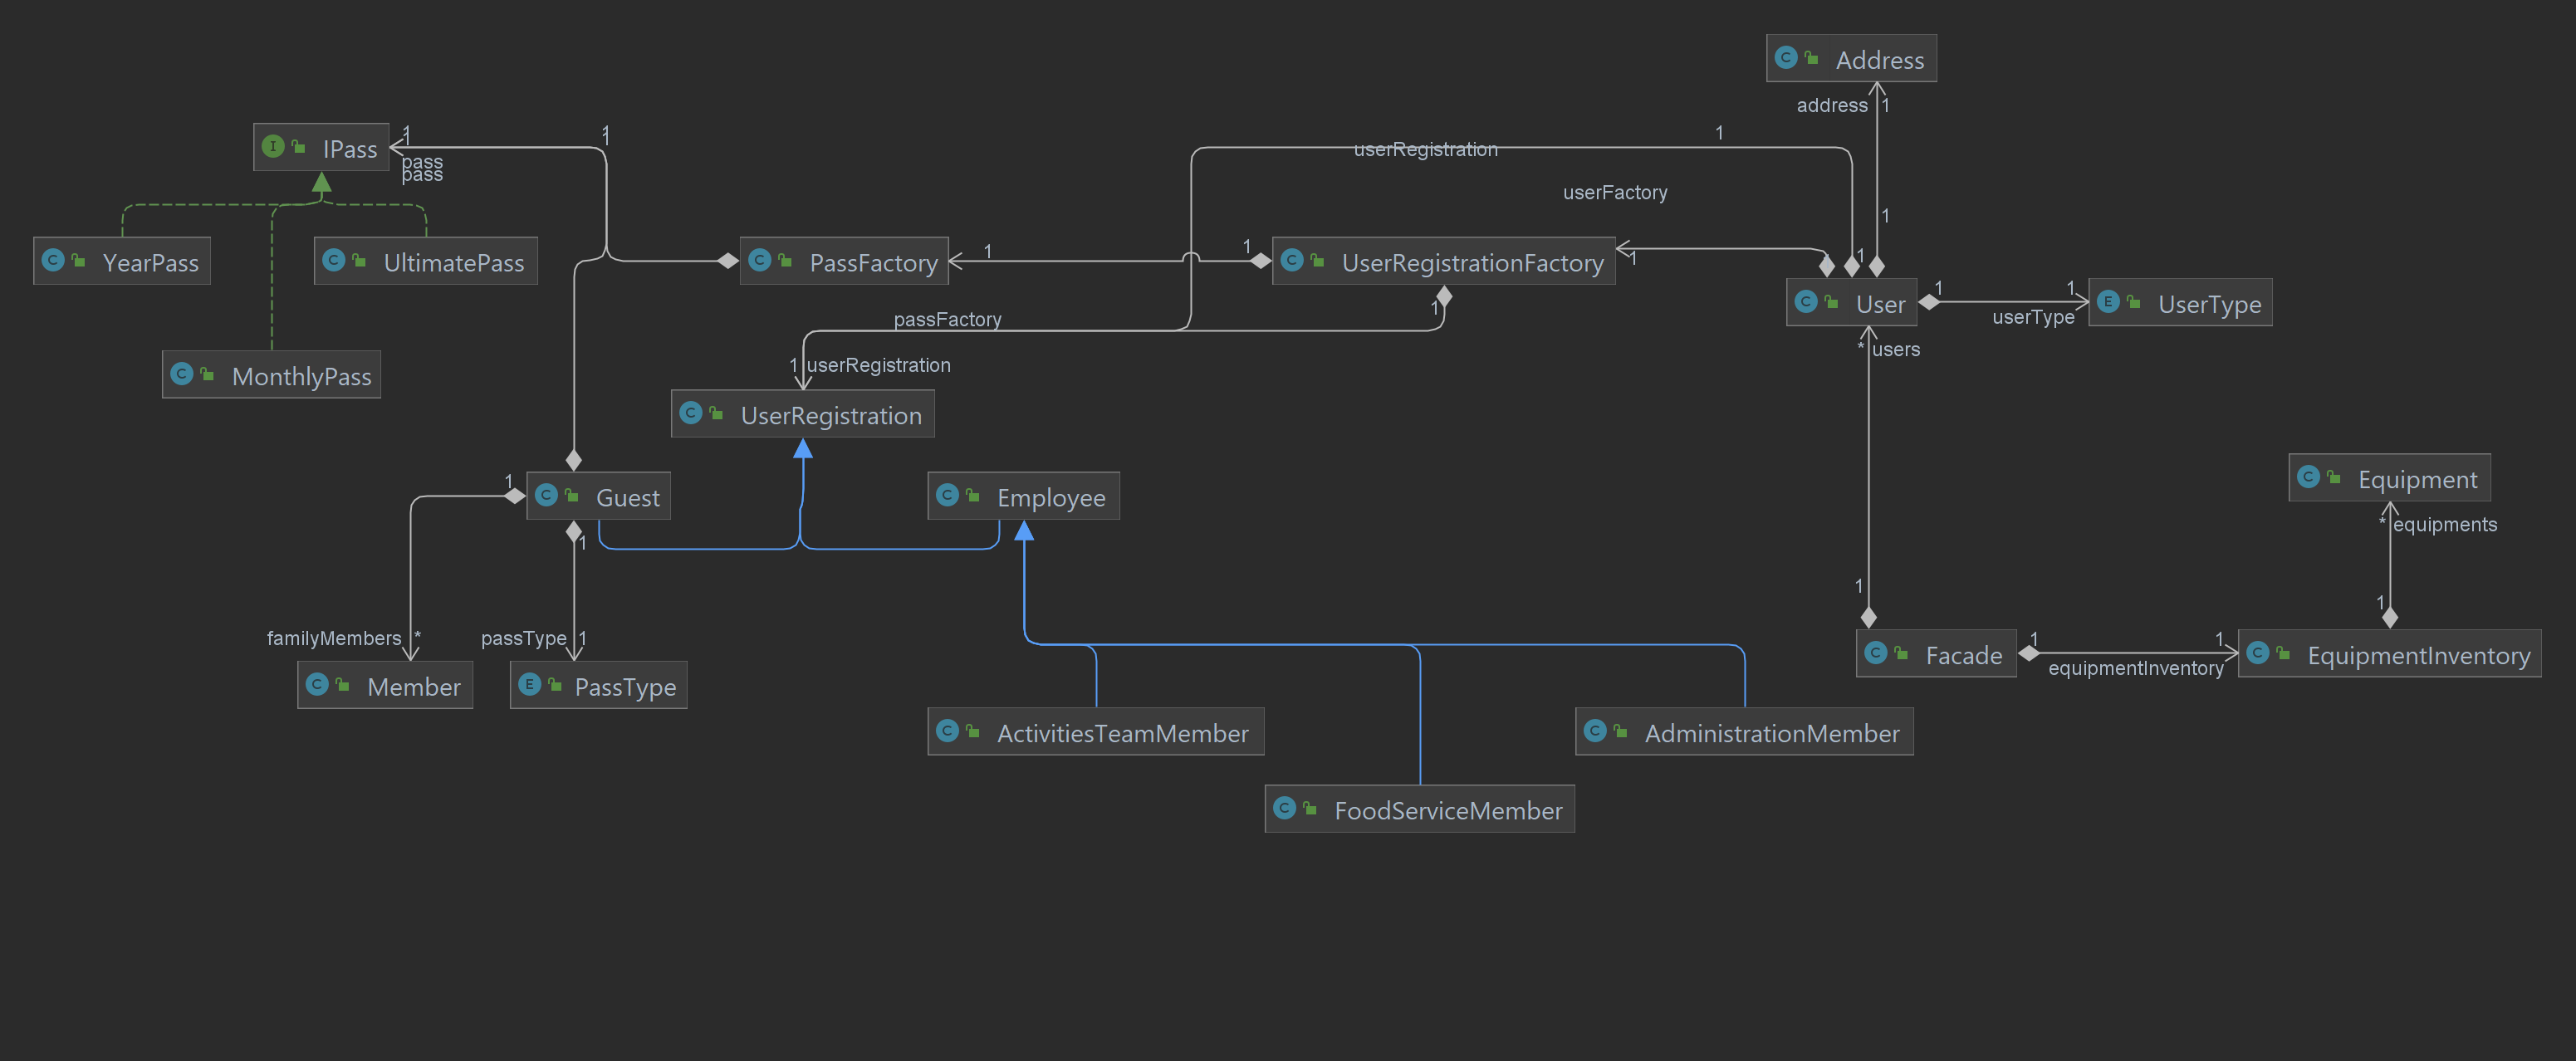 C Address
address 1
1
1
1
1
userRegistration
I IPass
pass
pass
1
userFactory
C YearPass
C UltimatePass
C PassFactory
1
1
C UserRegistrationFactory
1
1
1
C User
1
1
userType
E UserType
passFactory
1
* users
C MonthlyPass
1 userRegistration
C UserRegistration
C Equipment
* equipments
1
C Guest
1
C Employee
1
1
familyMembers *
passType 1
C Member
E PassType
C Facade
1
1
equipmentInventory
C EquipmentInventory
C ActivitiesTeamMember
C AdministrationMember
C FoodServiceMember